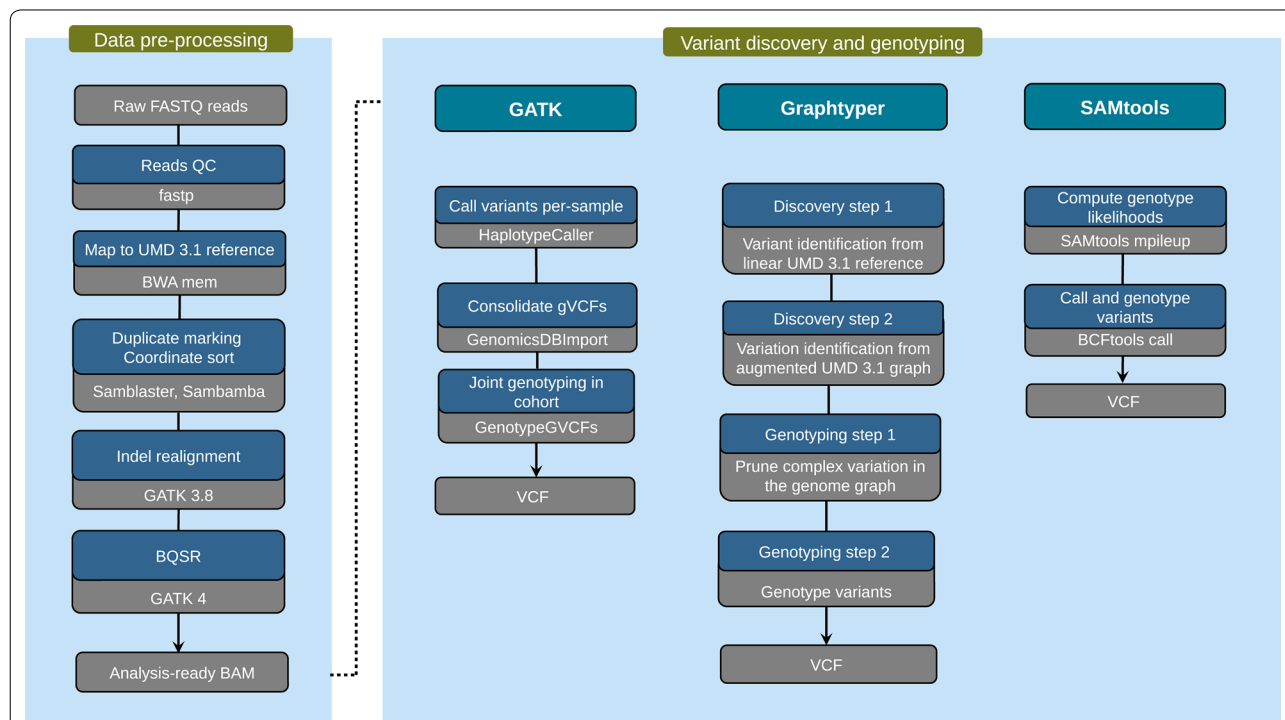 Data pre-processing
Raw FASTQ reads
Reads QC
fastp
Map to UMD 3.1 reference
BWA mem
Duplicate marking
Coordinate sort
Samblaster, Sambamba
Indel realignment
GATK 3.8
BQSR
GATK 4
Analysis-ready BAM
Variant discovery and genotyping
GATK
Call variants per-sample
HaplotypeCaller
Consolidate gVCFs
GenomicsDBImport
Joint genotyping in
cohort
GenotypeGVCFs
VCF
Graphtyper
Discovery step 1
Variant identification from
linear UMD 3.1 reference
Discovery step 2
Variation identification from
augmented UMD 3.1 graph
Genotyping step 1
Prune complex variation in
the genome graph
Genotyping step 2
Genotype variants
VCF
SAMtools
Compute genotype
likelihoods
SAMtools mpileup
Call and genotype
variants
BCFtools call
VCF